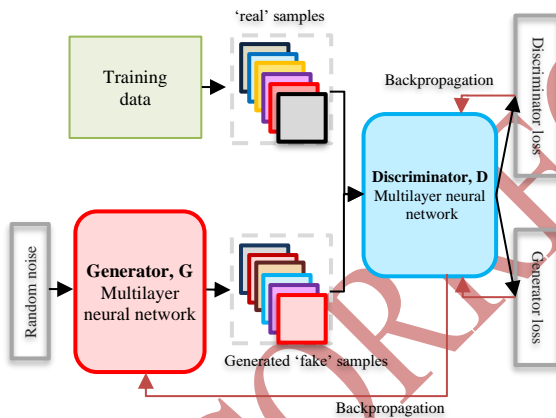 'real' samples
Training
data
Backpropagation
Discriminator loss
Discriminator, D
Multilayer neural
network
Random noise
Generator, G
Multilayer
neural network
Generated 'fake' samples
Generator loss
Backpropagation